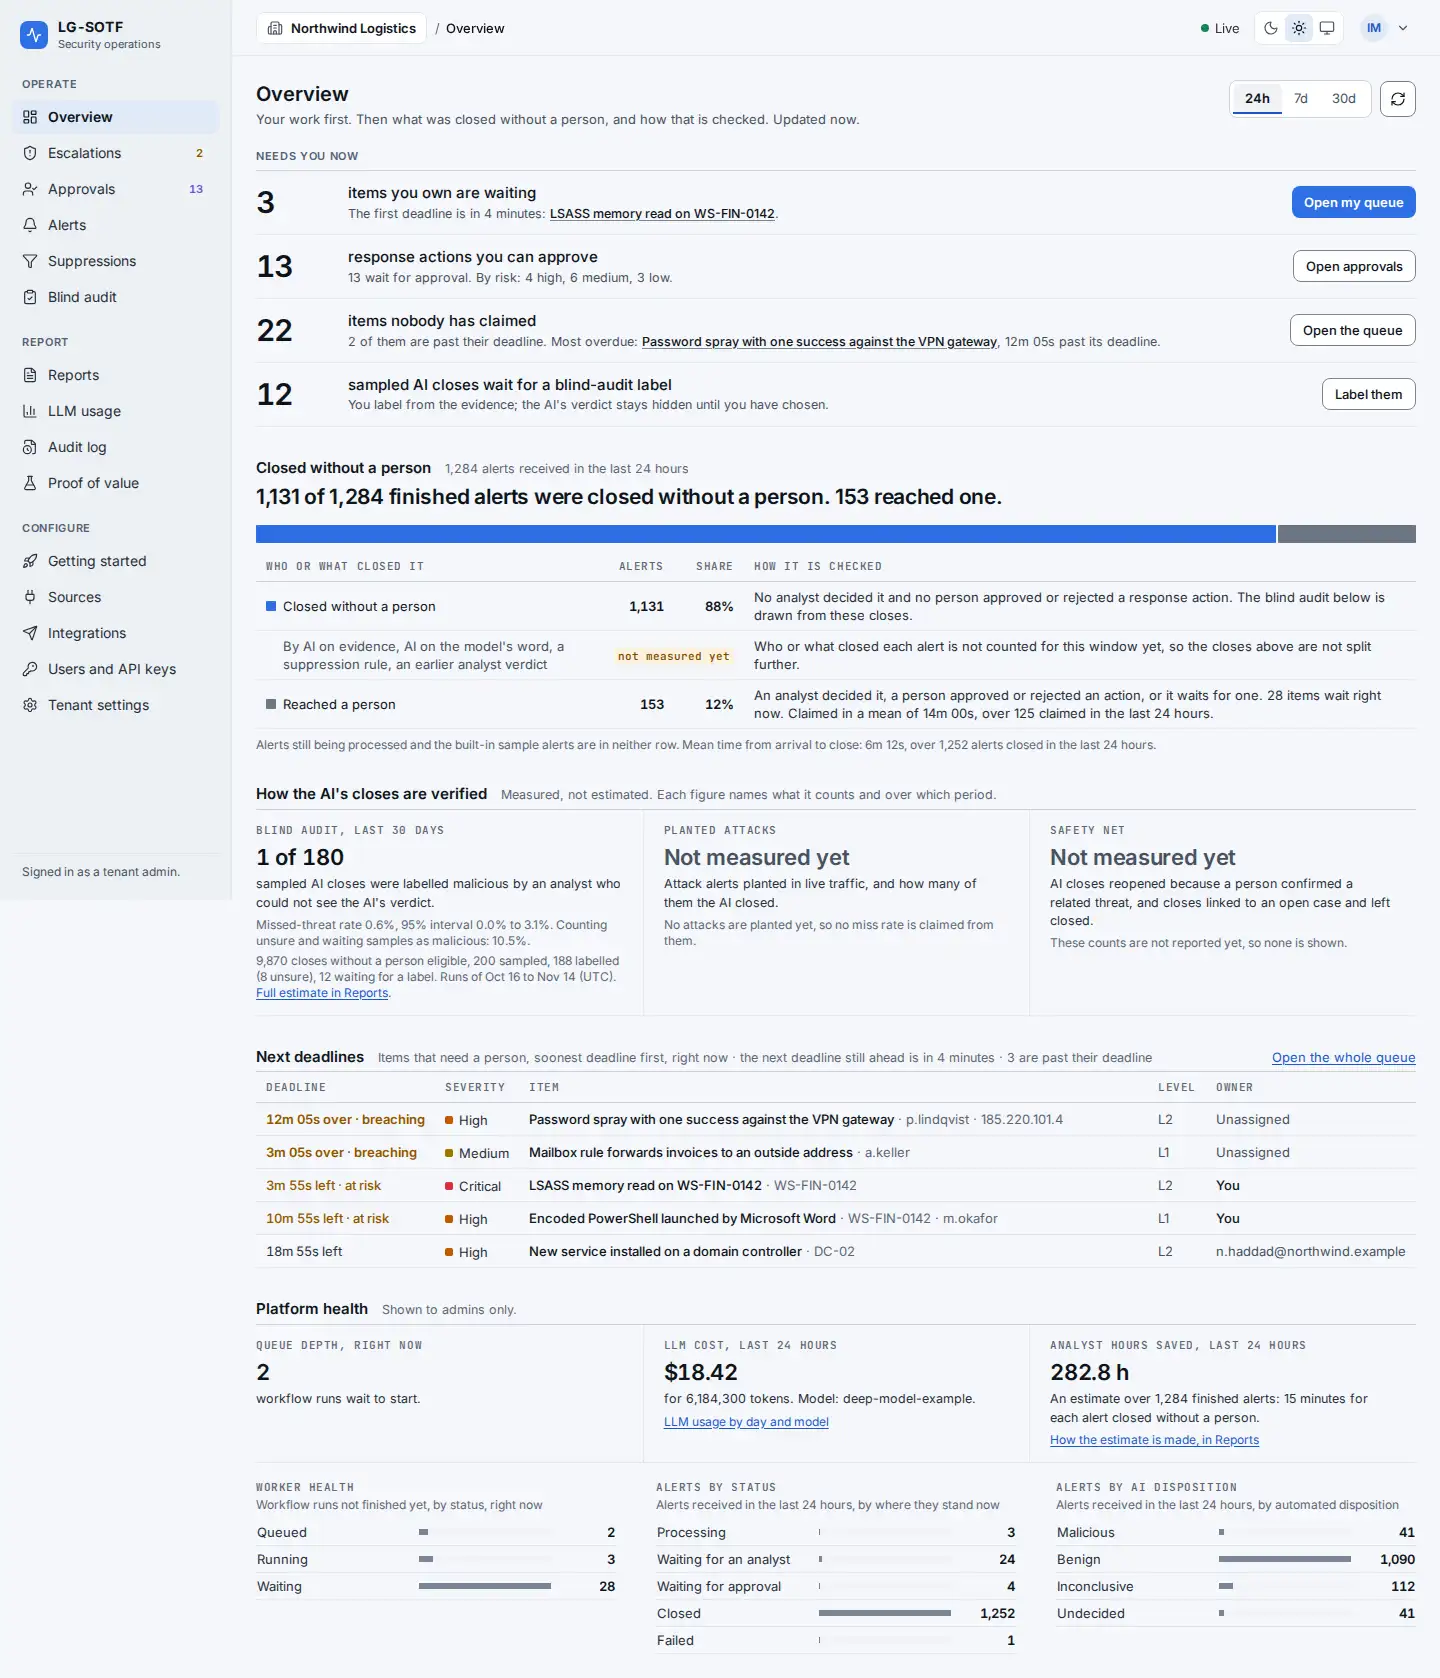 LG-SOTF
Security operations
OPERATE
Overview
Escalations 2
Approvals 13
Alerts
Suppressions
Blind audit
REPORT
Reports
LLM usage
Audit log
Proof of value
CONFIGURE
Getting started
Sources
Integrations
Users and API keys
Tenant settings
Signed in as a tenant admin.
Northwind Logistics / Overview
Live
IM
Overview
Your work first. Then what was closed without a person, and how that is checked. Updated now.
24h 7d 30d
NEEDS YOU NOW
3
items you own are waiting
The first deadline is in 4 minutes: LSASS memory read on WS-FIN-0142.
Open my queue
13
response actions you can approve
13 wait for approval. By risk: 4 high, 6 medium, 3 low.
Open approvals
22
items nobody has claimed
2 of them are past their deadline. Most overdue: Password spray with one success against the VPN gateway, 12m 05s past its deadline.
Open the queue
12
sampled AI closes wait for a blind-audit label
You label from the evidence; the AI's verdict stays hidden until you have chosen.
Label them
Closed without a person 1,284 alerts received in the last 24 hours
1,131 of 1,284 finished alerts were closed without a person. 153 reached one.
WHO OR WHAT CLOSED IT ALERTS SHARE HOW IT IS CHECKED
Closed without a person 1,131 88% No analyst decided it and no person approved or rejected a response action. The blind audit below is
drawn from these closes.
By AI on evidence, AI on the model's word, a
suppression rule, an earlier analyst verdict
not measured yet
Who or what closed each alert is not counted for this window yet, so the closes above are not split
further.
Reached a person 153 12% An analyst decided it, a person approved or rejected an action, or it waits for one. 28 items wait right
now. Claimed in a mean of 14m 00s, over 125 claimed in the last 24 hours.
Alerts still being processed and the built-in sample alerts are in neither row. Mean time from arrival to close: 6m 12s, over 1,252 alerts closed in the last 24 hours.
How the AI's closes are verified Measured, not estimated. Each figure names what it counts and over which period.
BLIND AUDIT, LAST 30 DAYS
1 of 180
sampled AI closes were labelled malicious by an analyst who
could not see the AI's verdict.
Missed-threat rate 0.6%, 95% interval 0.0% to 3.1%. Counting
unsure and waiting samples as malicious: 10.5%.
9,870 closes without a person eligible, 200 sampled, 188 labelled
(8 unsure), 12 waiting for a label. Runs of Oct 16 to Nov 14 (UTC).
Full estimate in Reports.
PLANTED ATTACKS
Not measured yet
Attack alerts planted in live traffic, and how many of
them the AI closed.
No attacks are planted yet, so no miss rate is claimed from
them.
SAFETY NET
Not measured yet
AI closes reopened because a person confirmed a
related threat, and closes linked to an open case and left
closed.
These counts are not reported yet, so none is shown.
Next deadlines Items that need a person, soonest deadline first, right now · the next deadline still ahead is in 4 minutes · 3 are past their deadline Open the whole queue
DEADLINE SEVERITY ITEM LEVEL OWNER
12m 05s over · breaching High Password spray with one success against the VPN gateway · p.lindqvist · 185.220.101.4 L2 Unassigned
3m 05s over · breaching Medium Mailbox rule forwards invoices to an outside address · a.keller L1 Unassigned
3m 55s left · at risk Critical LSASS memory read on WS-FIN-0142 · WS-FIN-0142 L2 You
10m 55s left · at risk High Encoded PowerShell launched by Microsoft Word · WS-FIN-0142 · m.okafor L1 You
18m 55s left High New service installed on a domain controller · DC-02 L2 n.haddad@northwind.example
Platform health Shown to admins only.
QUEUE DEPTH, RIGHT NOW
2
workflow runs wait to start.
LLM COST, LAST 24 HOURS
$18.42
for 6,184,300 tokens. Model: deep-model-example.
LLM usage by day and model
ANALYST HOURS SAVED, LAST 24 HOURS
282.8 h
An estimate over 1,284 finished alerts: 15 minutes for
each alert closed without a person.
How the estimate is made, in Reports
WORKER HEALTH
Workflow runs not finished yet, by status, right now
Queued 2
Running 3
Waiting 28
ALERTS BY STATUS
Alerts received in the last 24 hours, by where they stand now
Processing 3
Waiting for an analyst 24
Waiting for approval 4
Closed 1,252
Failed 1
ALERTS BY AI DISPOSITION
Alerts received in the last 24 hours, by automated disposition
Malicious 41
Benign 1,090
Inconclusive 112
Undecided 41